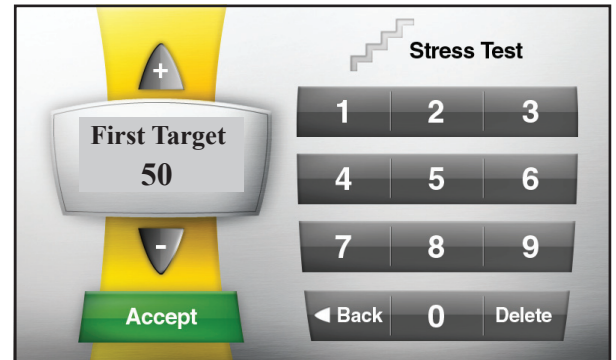 +
First Target
50
-
Accept
Stress Test
1 2 3
4 5 6
7 8 9
Back 0 Delete